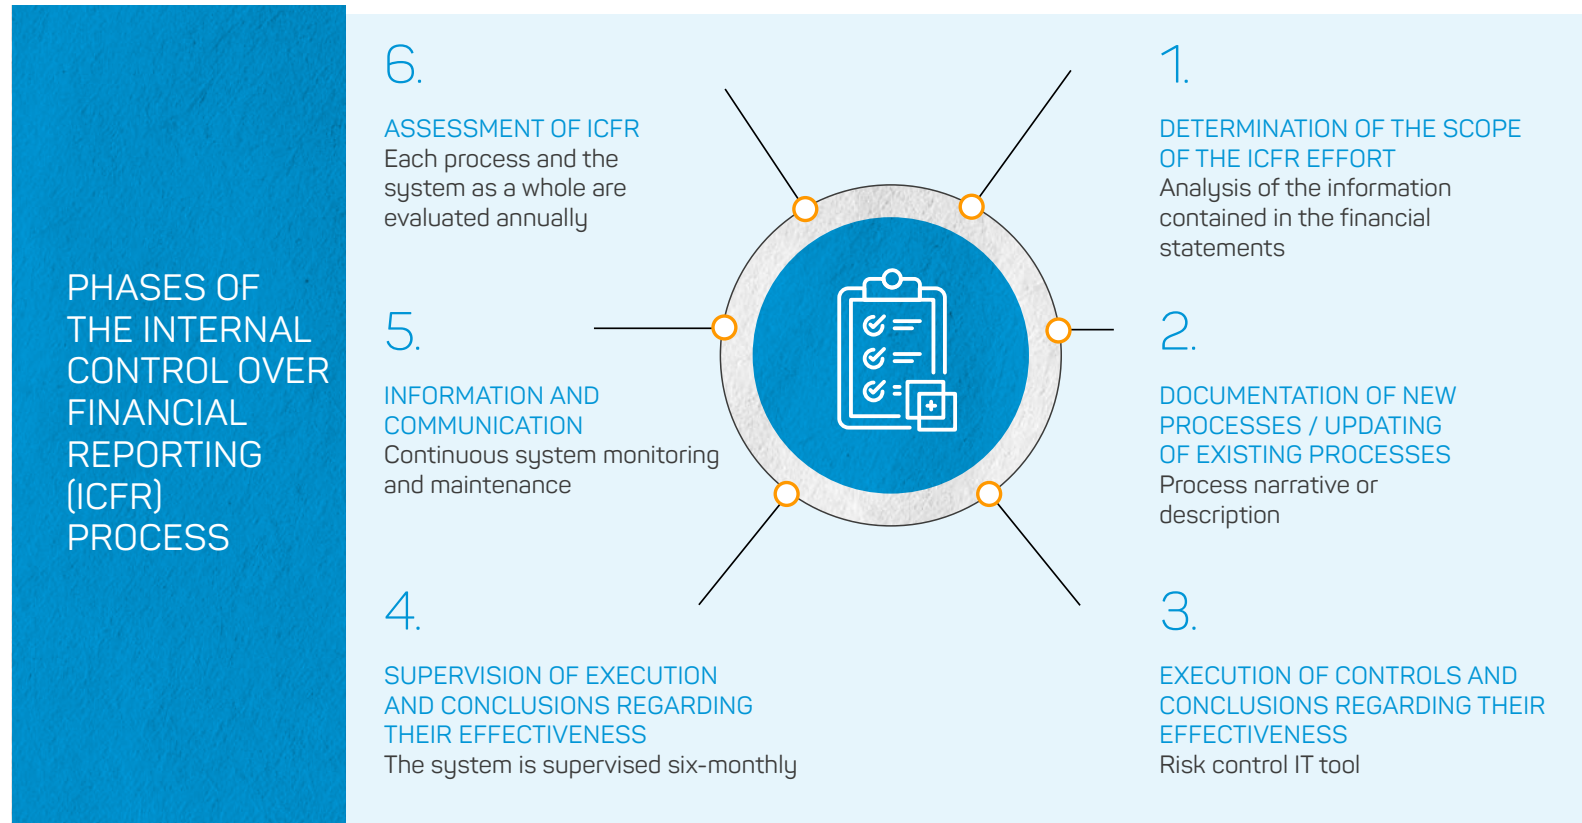 PHASES OF
THE INTERNAL
CONTROL OVER
FINANCIAL
REPORTING
(ICFR)
PROCESS
1.
DETERMINATION OF THE SCOPE
OF THE ICFR EFFORT
Analysis of the information
contained in the financial
statements
2.
DOCUMENTATION OF NEW
PROCESSES / UPDATING
OF EXISTING PROCESSES
Process narrative or
description
3.
EXECUTION OF CONTROLS AND
CONCLUSIONS REGARDING THEIR
EFFECTIVENESS
Risk control IT tool
4.
SUPERVISION OF EXECUTION
AND CONCLUSIONS REGARDING
THEIR EFFECTIVENESS
The system is supervised six-monthly
5.
INFORMATION AND
COMMUNICATION
Continuous system monitoring
and maintenance
6.
ASSESSMENT OF ICFR
Each process and the
system as a whole are
evaluated annually